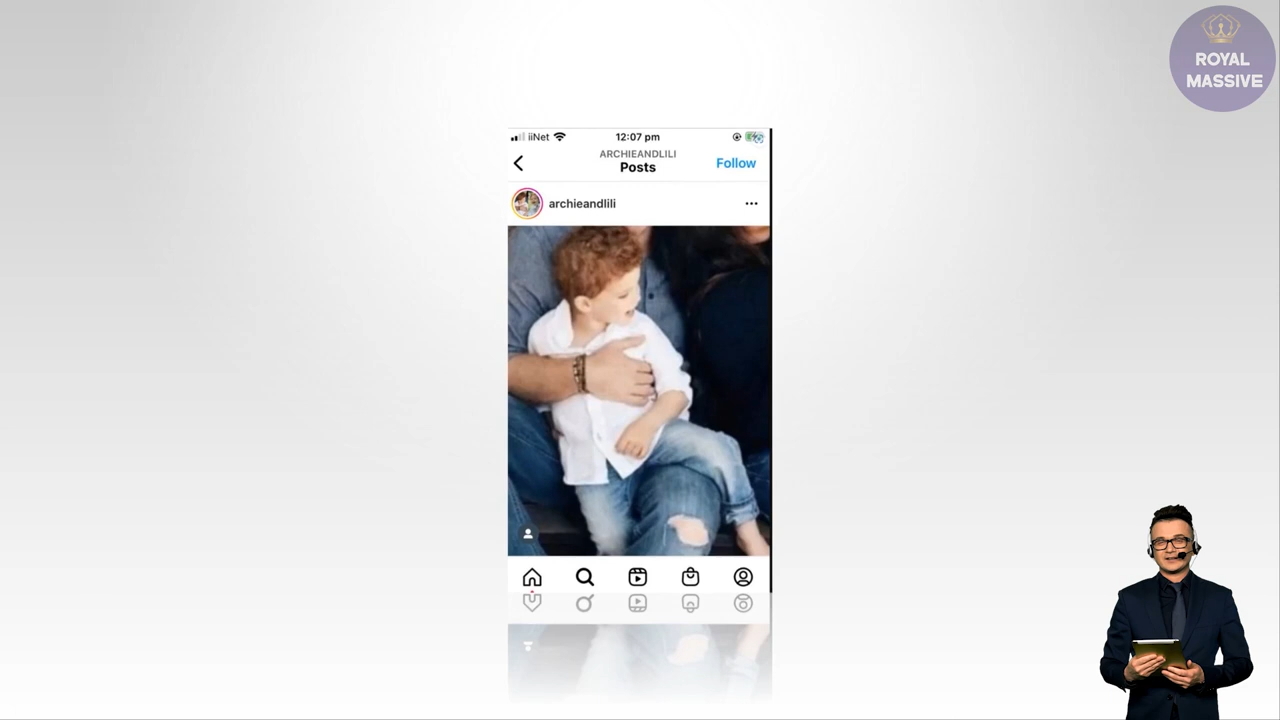 ROYAL
MASSIVE
iiNet
12:07 pm
ARCHIEANDLILI
Posts
Follow
archieandlili